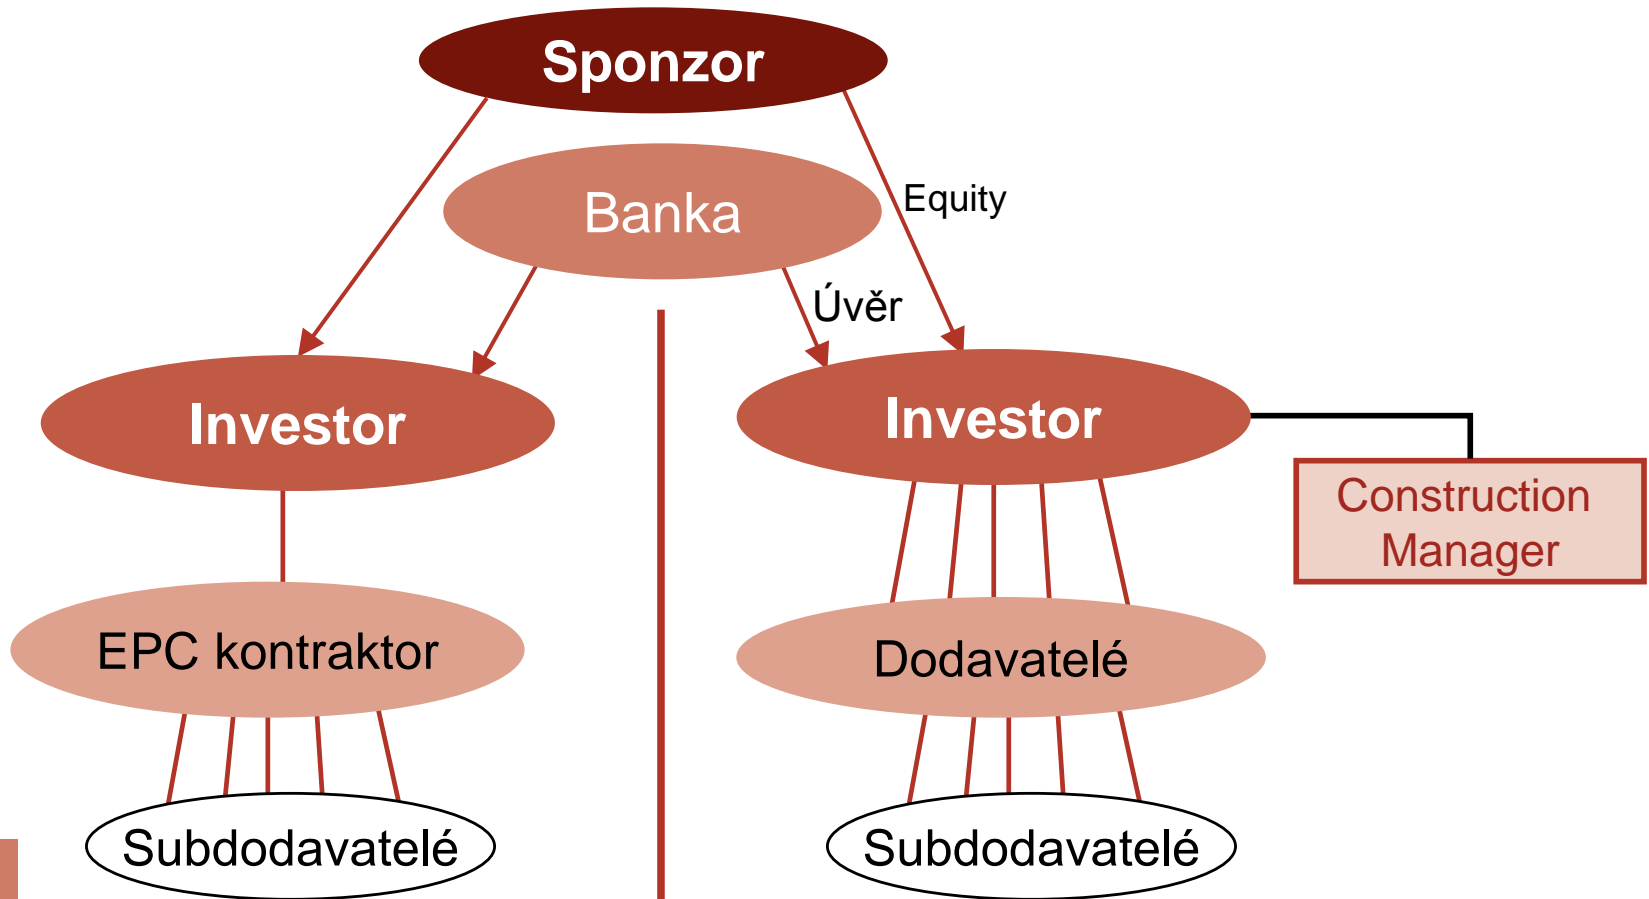 Sponzor
Banka
Equity
Úvěr
Investor
Investor
Construction
Manager
EPC kontraktor
Dodavatelé
Subdodavatelé
Subdodavatelé